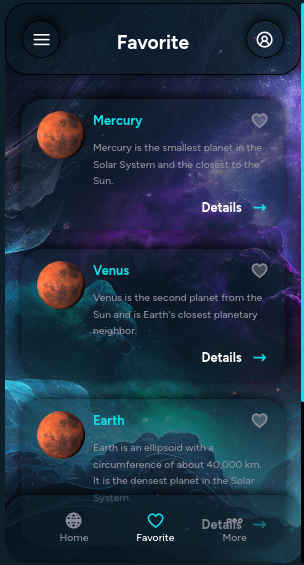 Favorite
Mercury
Mercury is the smallest planet in the
Solar System and the closest to the
Sun.
Details
Venus
Venus is the second planet from the
Sun and is Earth's closest planetary
neighbor.
Details
Earth
Earth is an ellipsoid with a
circumference of about 40,000 km.
It is the densest planet in the Solar
System.
Details
Home Favorite More